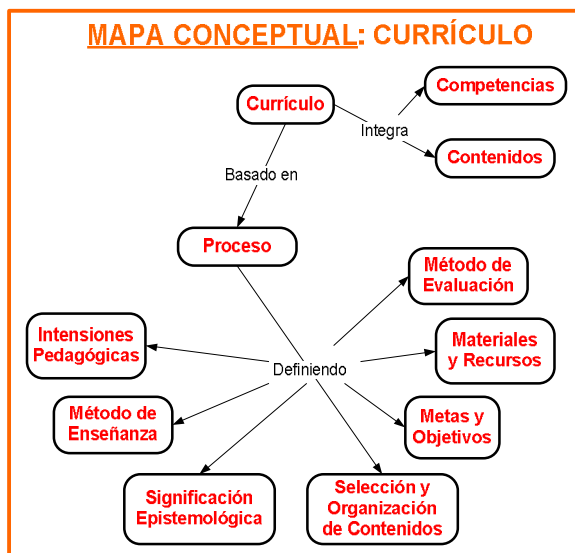 MAPA CONCEPTUAL: CURRÍCULO
Competencias
Currículo
Integra
Contenidos
Basado en
Proceso
Método de
Evaluación
Intensiones
Pedagógicas
Materiales
y Recursos
Definiendo
Método de
Enseñanza
Metas y
Objetivos
Significación
Epistemológica
Selección y
Organización
de Contenidos